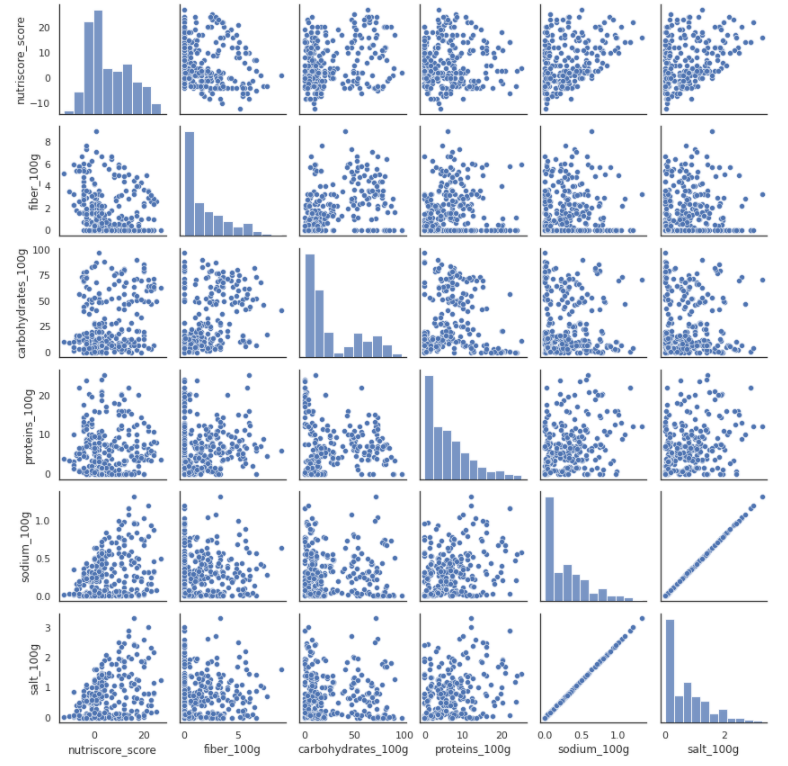 nutriscore_score
20
10
0
−10
fiber_100g
8
6
4
2
0
carbohydrates_100g
100
75
50
25
0
proteins_100g
20
10
0
sodium_100g
1.0
0.5
0.0
salt_100g
3
2
1
0
0 20
0 5
0 50 100
0 10 20
0.0 0.5 1.0
0 2
nutriscore_score
fiber_100g
carbohydrates_100g
proteins_100g
sodium_100g
salt_100g